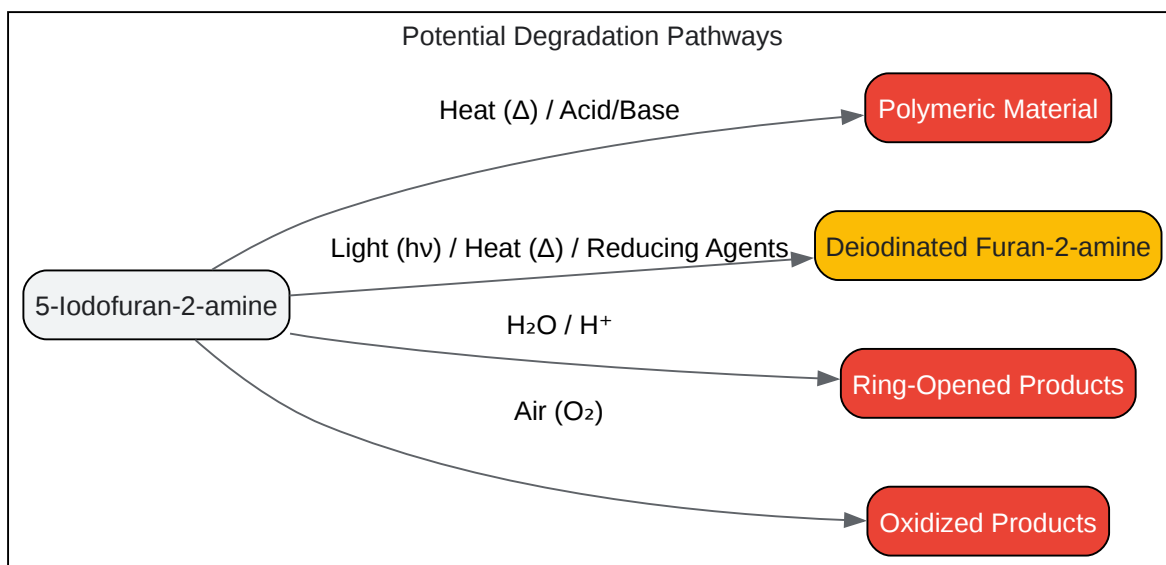 Potential Degradation Pathways
Heat (Δ) / Acid/Base
Polymeric Material
Light (hν) / Heat (Δ) / Reducing Agents
Deiodinated Furan-2-amine
5-Iodofuran-2-amine
H₂O / H⁺
Ring-Opened Products
Air (O₂)
Oxidized Products